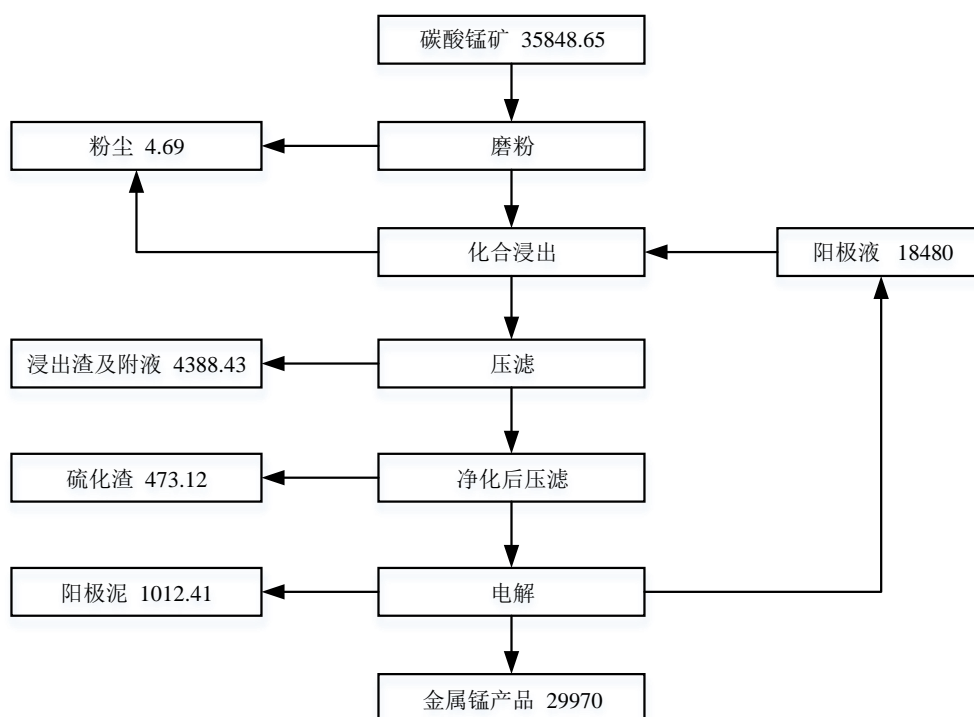 碳酸锰矿 35848.65
粉尘 4.69
磨粉
化合浸出
阳极液 18480
浸出渣及附液 4388.43
压滤
硫化渣 473.12
净化后压滤
阳极泥 1012.41
电解
金属锰产品 29970